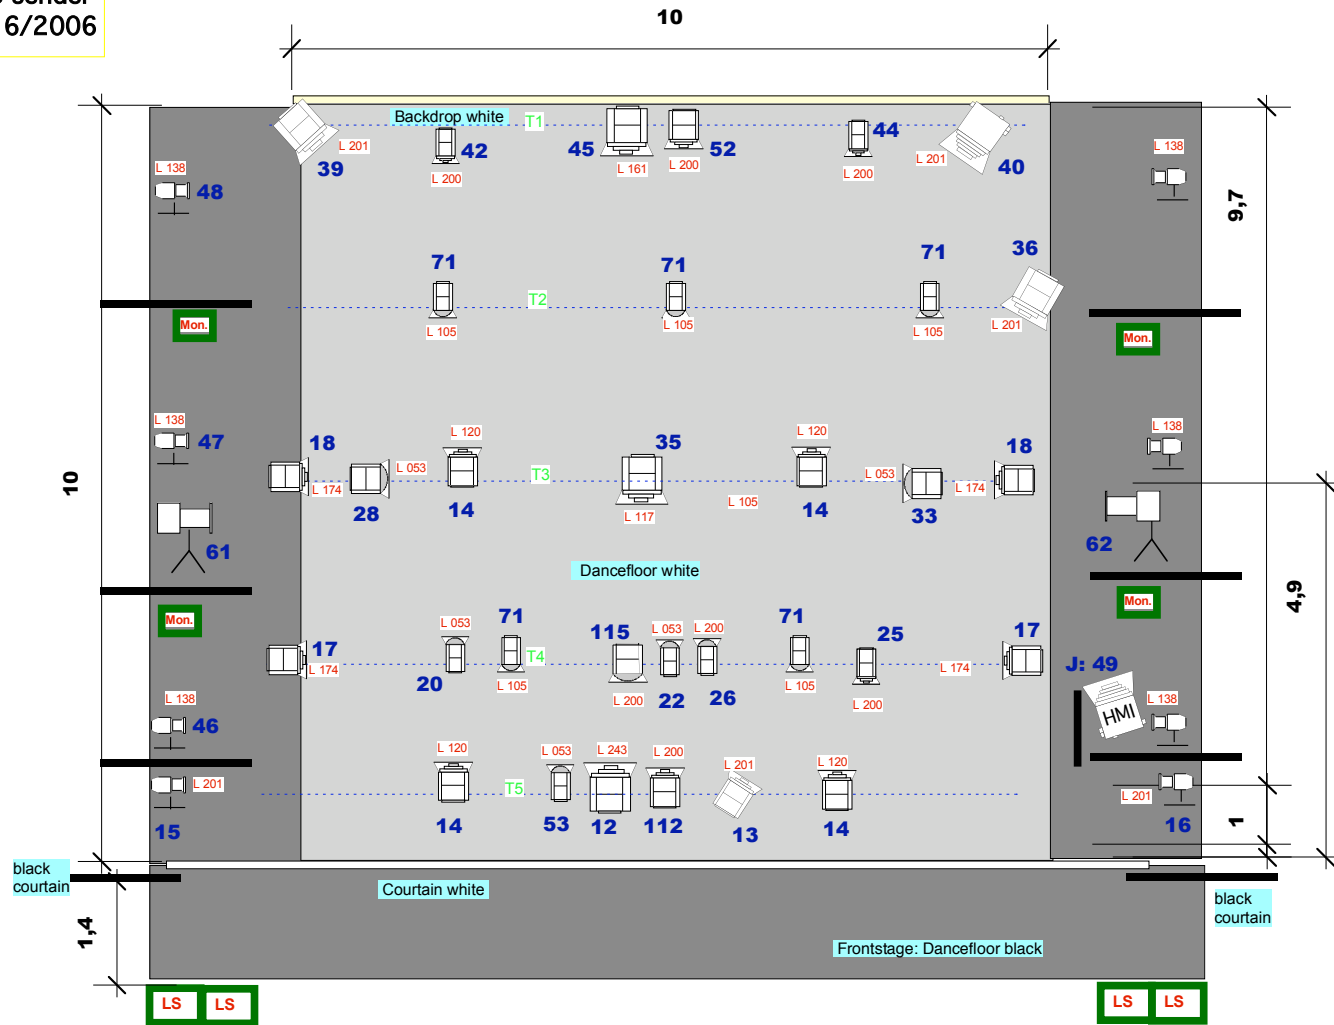 6/2006
10
Backdrop white
T1
L 201
39
42
L 200
45
L 161
52
L 200
44
L 200
L 201
40
L 138
48
L 138
9,7
71
71
71
36
T2
L 105
L 105
L 105
L 201
Mon.
Mon.
10
L 138
47
18
L 120
35
L 120
18
L 138
L 053
T3
L 053
L 174
L 174
28
14
L 117
L 105
14
33
61
62
Dancefloor white
4,9
Mon.
Mon.
L 053
71
115
L 053
L 200
71
25
17
17
L 174
T4
L 174
J: 49
20
L 105
L 200
22
26
L 105
L 200
L 138
46
HMI
L 138
L 120
L 053
L 243
L 200
L 201
L 120
L 201
T5
L 201
15
14
53
12
112
13
14
16
1
black
courtain
Courtain white
black
courtain
1,4
Frontstage: Dancefloor black
LS
LS
LS
LS